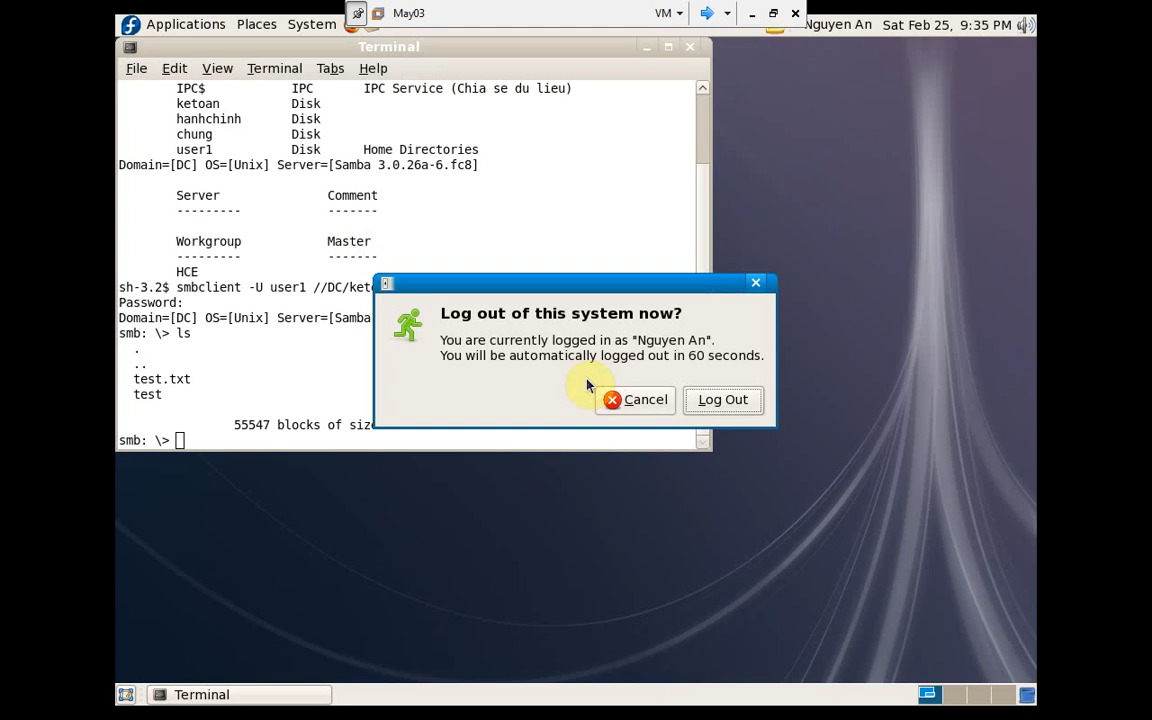 May03 VM
Applications Places System Nguyen An Sat Feb 25, 9:35 PM
Terminal
File Edit View Terminal Tabs Help
IPC$ IPC IPC Service (Chia se du lieu)
ketoan Disk
hanhchinh Disk
chung Disk
user1 Disk Home Directories
Domain=[DC] OS=[Unix] Server=[Samba 3.0.26a-6.fc8]
Server Comment
--------- -------
Workgroup Master
--------- -------
HCE
sh-3.2$ smbclient -U user1 //DC/keto
Password:
Domain=[DC] OS=[Unix] Server=[Samba
smb: \> ls
.
..
test.txt
test
55547 blocks of size
smb: \>
Log out of this system now?
You are currently logged in as "Nguyen An".
You will be automatically logged out in 60 seconds.
Cancel Log Out
Terminal